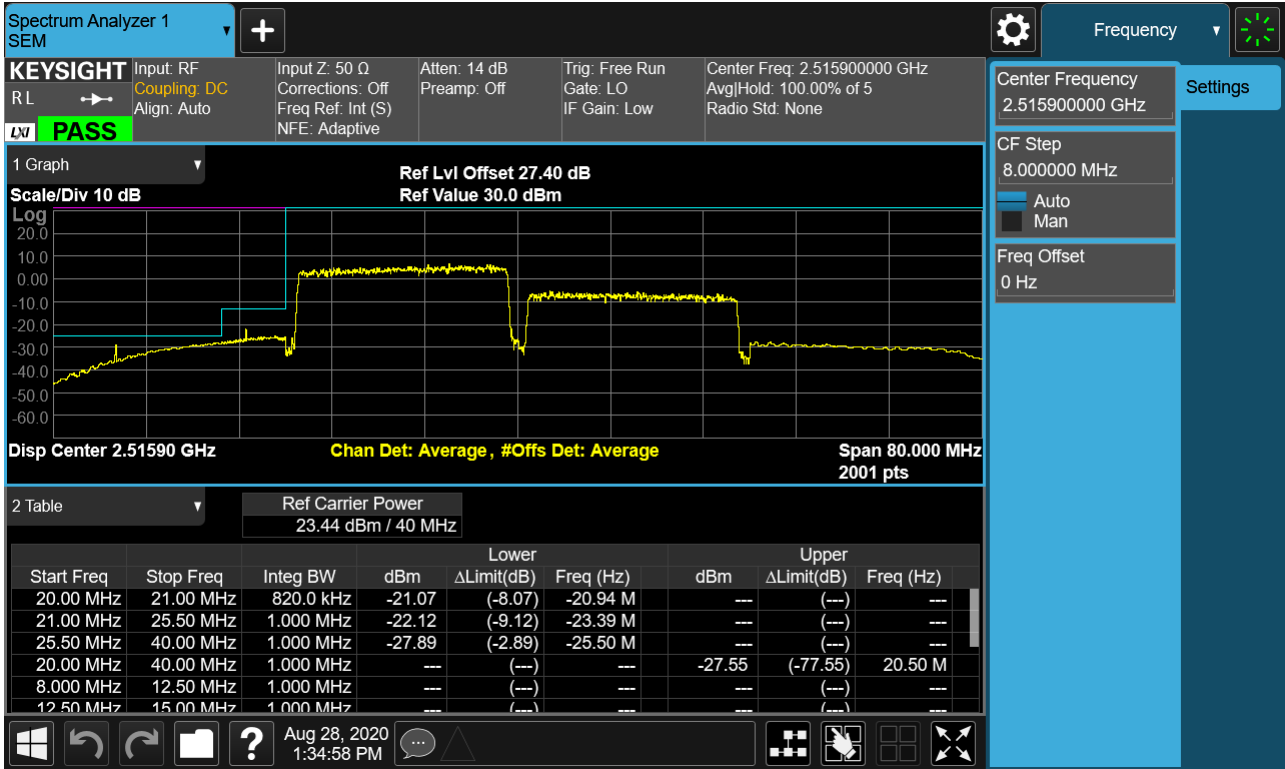 Spectrum Analyzer 1
SEM
Frequency
KEYSIGHT
R L
LXI
PASS
Input: RF
Coupling: DC
Align: Auto
Input Z: 50 Ω
Corrections: Off
Freq Ref: Int (S)
NFE: Adaptive
Atten: 14 dB
Preamp: Off
Trig: Free Run
Gate: LO
IF Gain: Low
Center Freq: 2.515900000 GHz
Avg|Hold: 100.00% of 5
Radio Std: None
Center Frequency
2.515900000 GHz
Settings
CF Step
8.000000 MHz
Auto
Man
Freq Offset
0 Hz
1 Graph
Scale/Div 10 dB
Ref Lvl Offset 27.40 dB
Ref Value 30.0 dBm
Log
20.0
10.0
0.00
-10.0
-20.0
-30.0
-40.0
-50.0
-60.0
Disp Center 2.51590 GHz
Chan Det: Average , #Offs Det: Average
Span 80.000 MHz
2001 pts
2 Table
Ref Carrier Power
23.44 dBm / 40 MHz
Lower Upper
Start Freq Stop Freq Integ BW dBm ΔLimit(dB) Freq (Hz) dBm ΔLimit(dB) Freq (Hz)
20.00 MHz 21.00 MHz 820.0 kHz -21.07 (-8.07) -20.94 M --- (---) ---
21.00 MHz 25.50 MHz 1.000 MHz -22.12 (-9.12) -23.39 M --- (---) ---
25.50 MHz 40.00 MHz 1.000 MHz -27.89 (-2.89) -25.50 M --- (---) ---
20.00 MHz 40.00 MHz 1.000 MHz --- (---) --- -27.55 (-77.55) 20.50 M
8.000 MHz 12.50 MHz 1.000 MHz --- (---) --- --- (---) ---
12.50 MHz 15.00 MHz 1.000 MHz --- (---) --- --- (---) ---
?
Aug 28, 2020
1:34:58 PM